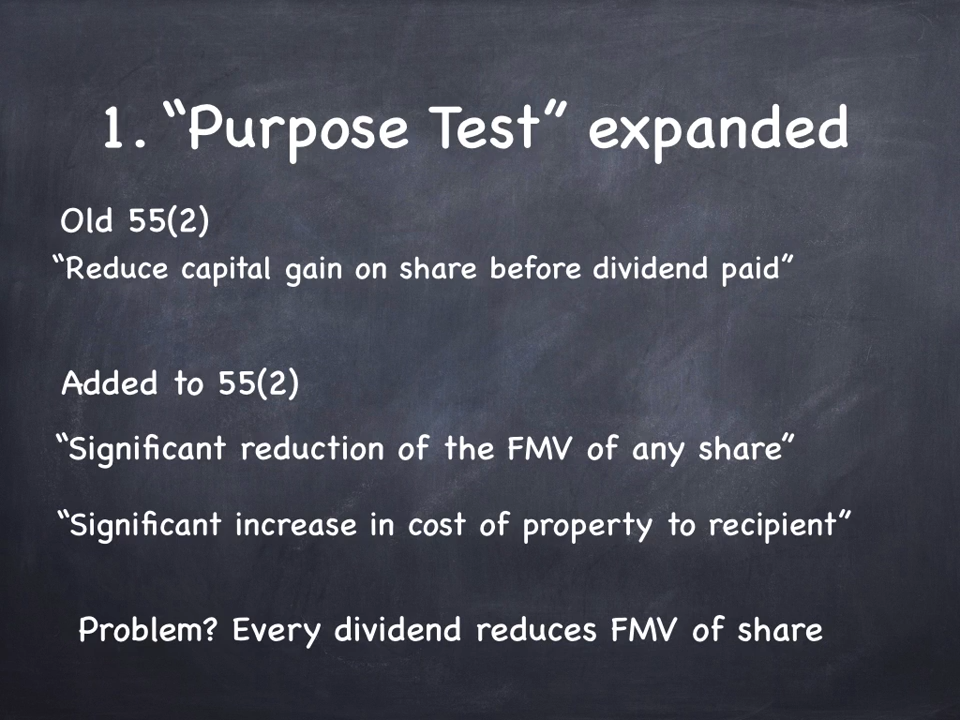 1. “Purpose Test” expanded
Old 55(2)
“Reduce capital gain on share before dividend paid”
Added to 55(2)
“Significant reduction of the FMV of any share”
“Significant increase in cost of property to recipient”
Problem? Every dividend reduces FMV of share